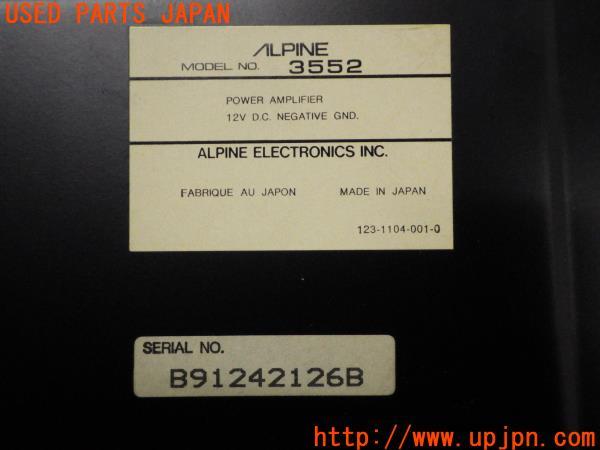 USED PARTS JAPAN
ALPINE
MODEL NO. 3552
POWER AMPLIFIER
12V D.C. NEGATIVE GND.
ALPINE ELECTRONICS INC.
FABRIQUE AU JAPON MADE IN JAPAN
123-1104-001-0
SERIAL NO.
B91242126B
UPJ
http://www.upjpn.com